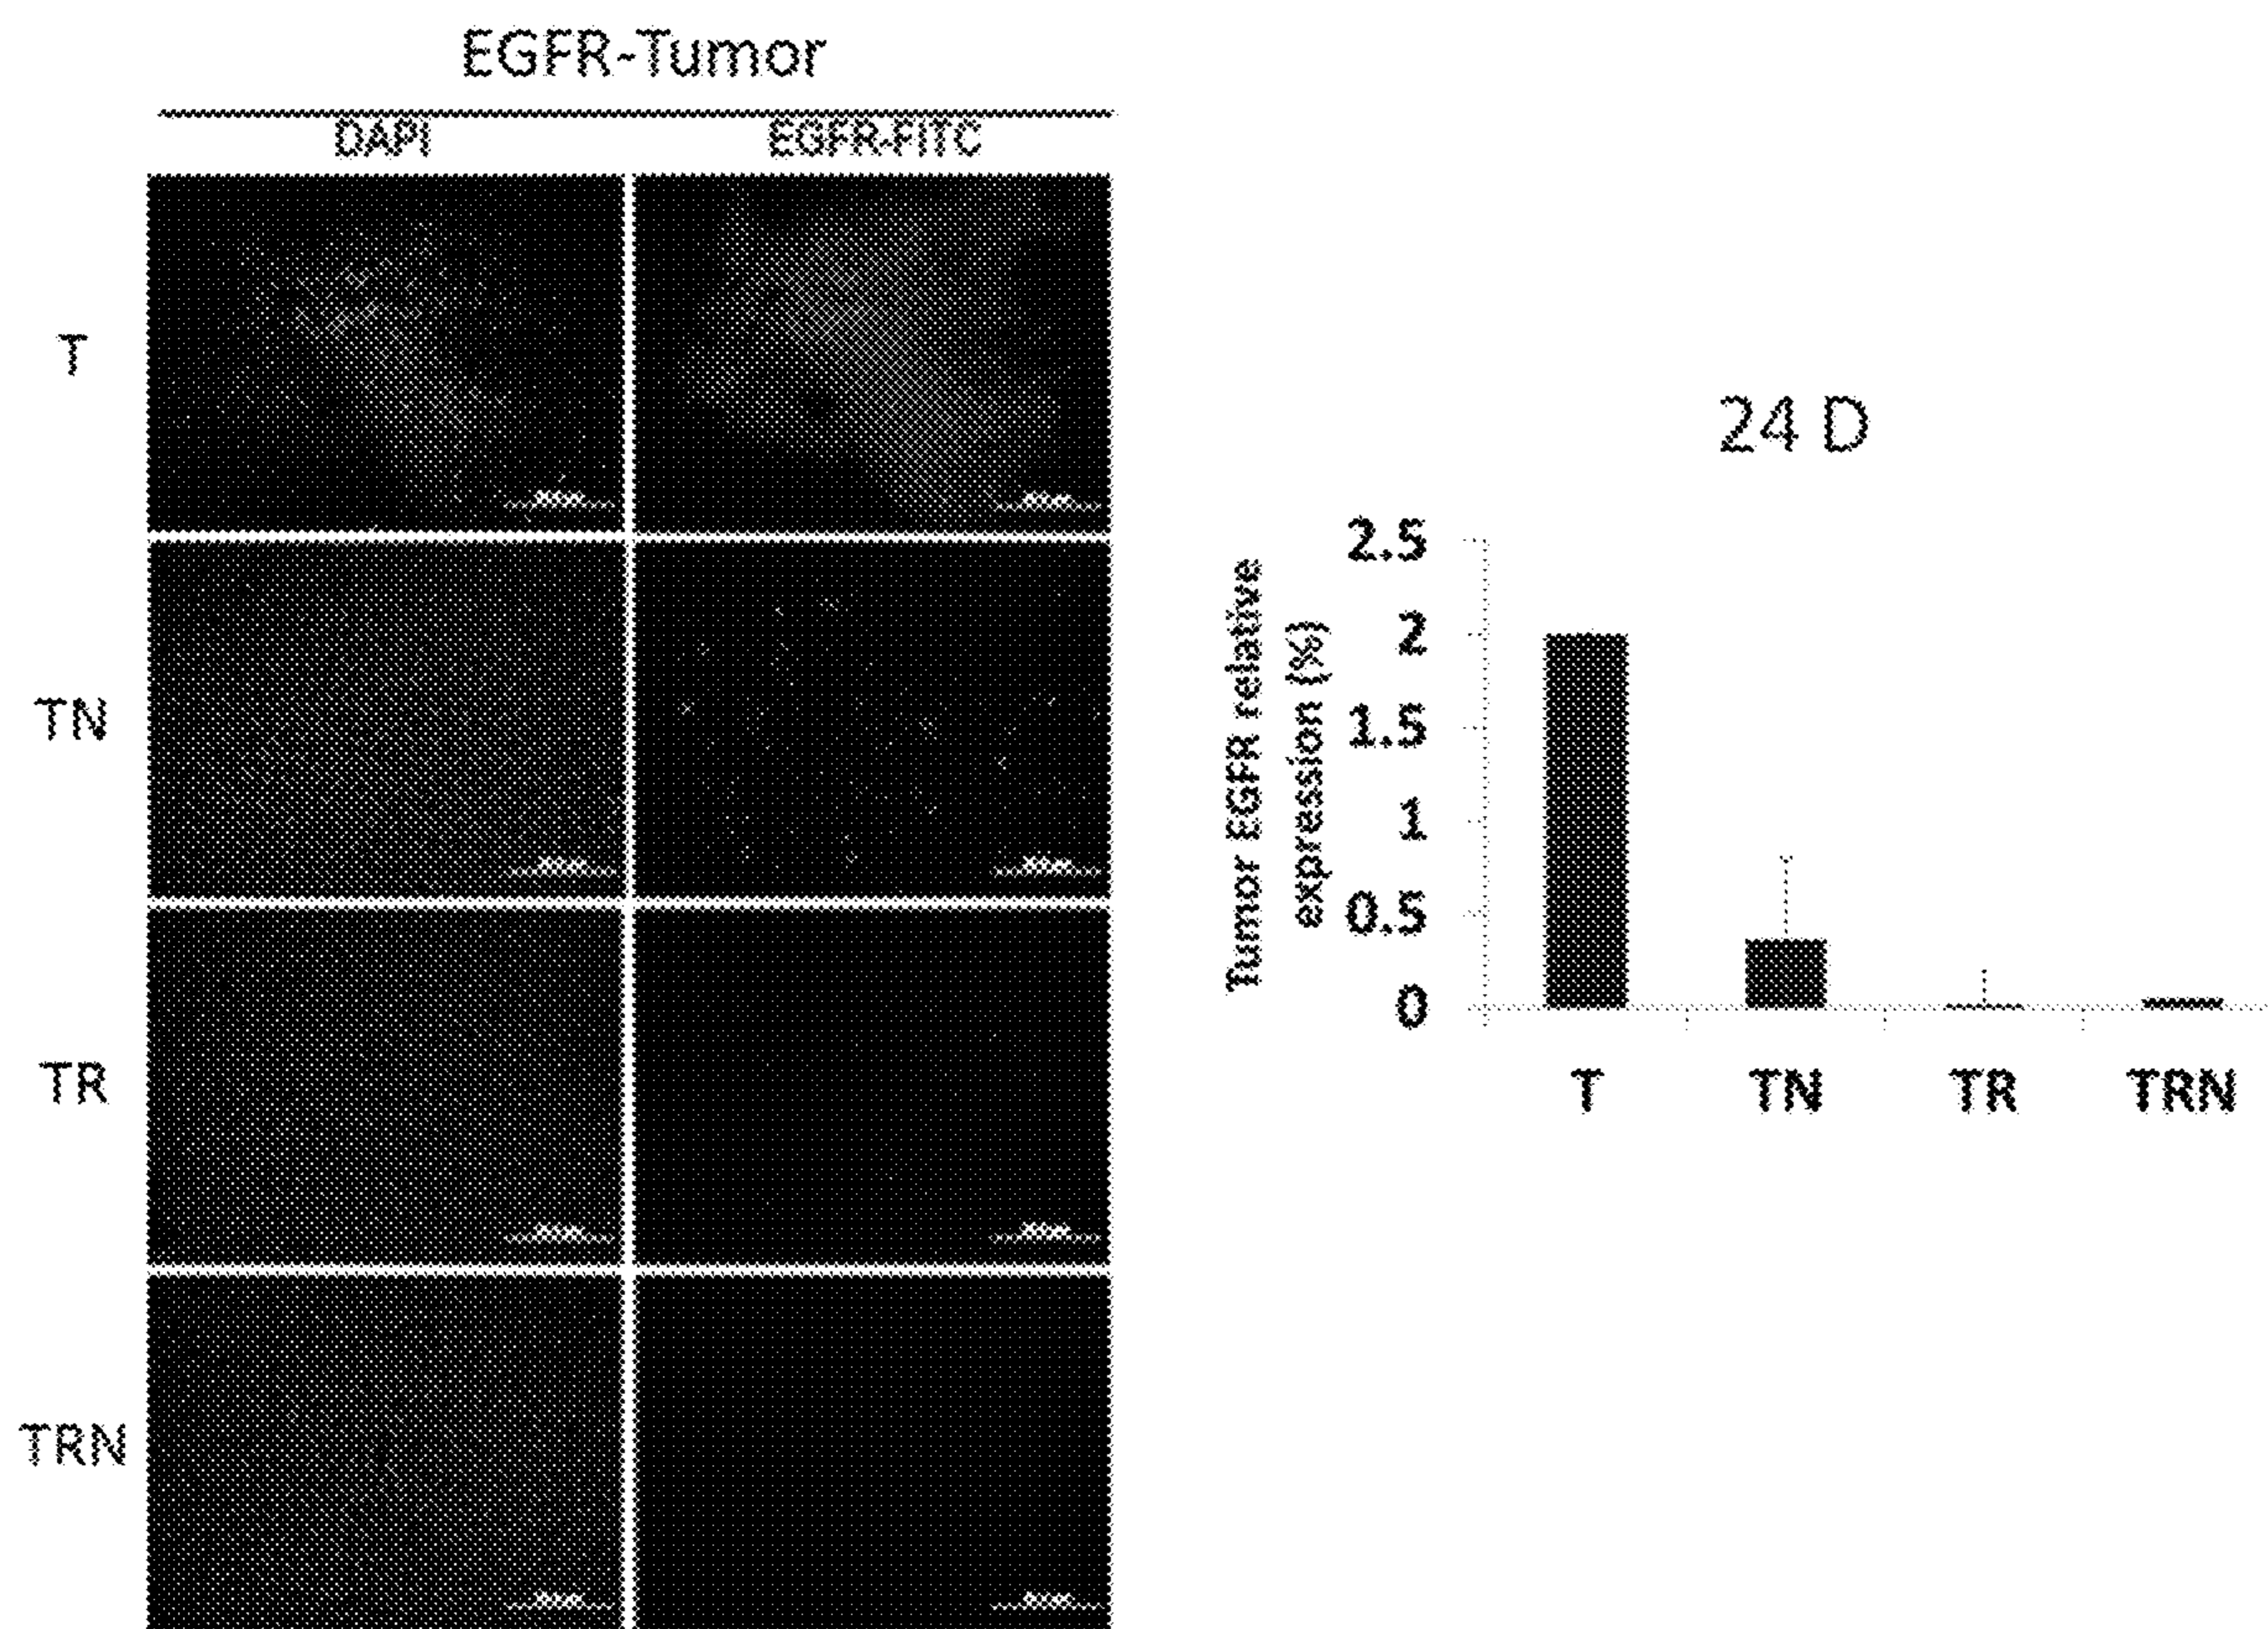 EGFR-Tumor
DAPI
EGFR-FITC
T
TN
TR
TRN
24 D
Tumor EGFR relative
expression (%)
2.5
2
1.5
1
0.5
0
T
TN
TR
TRN